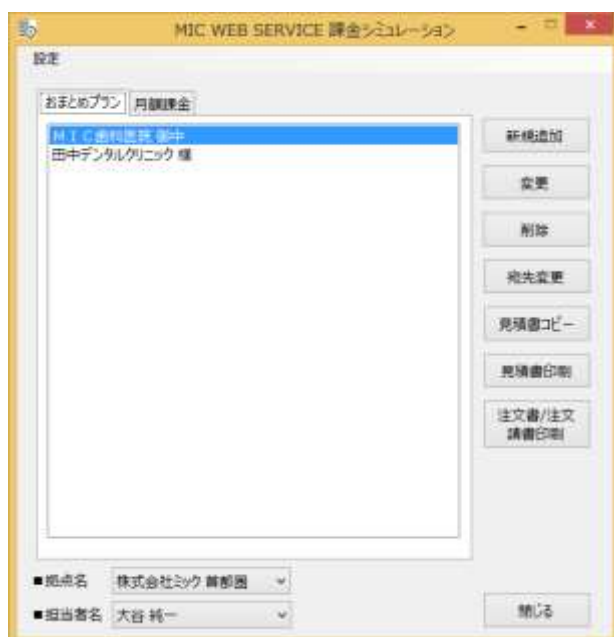 MIC WEB SERVICE 課金シミュレーション
設定
おまとめプラン 月額課金
MIC歯科医院 御中
田中デンタルクリニック 様
新規追加
変更
削除
宛先変更
見積書コピー
見積書印刷
注文書/注文
請書印刷
■拠点名 株式会社ミック 首都圏
■担当者名 大谷 純一
閉じる